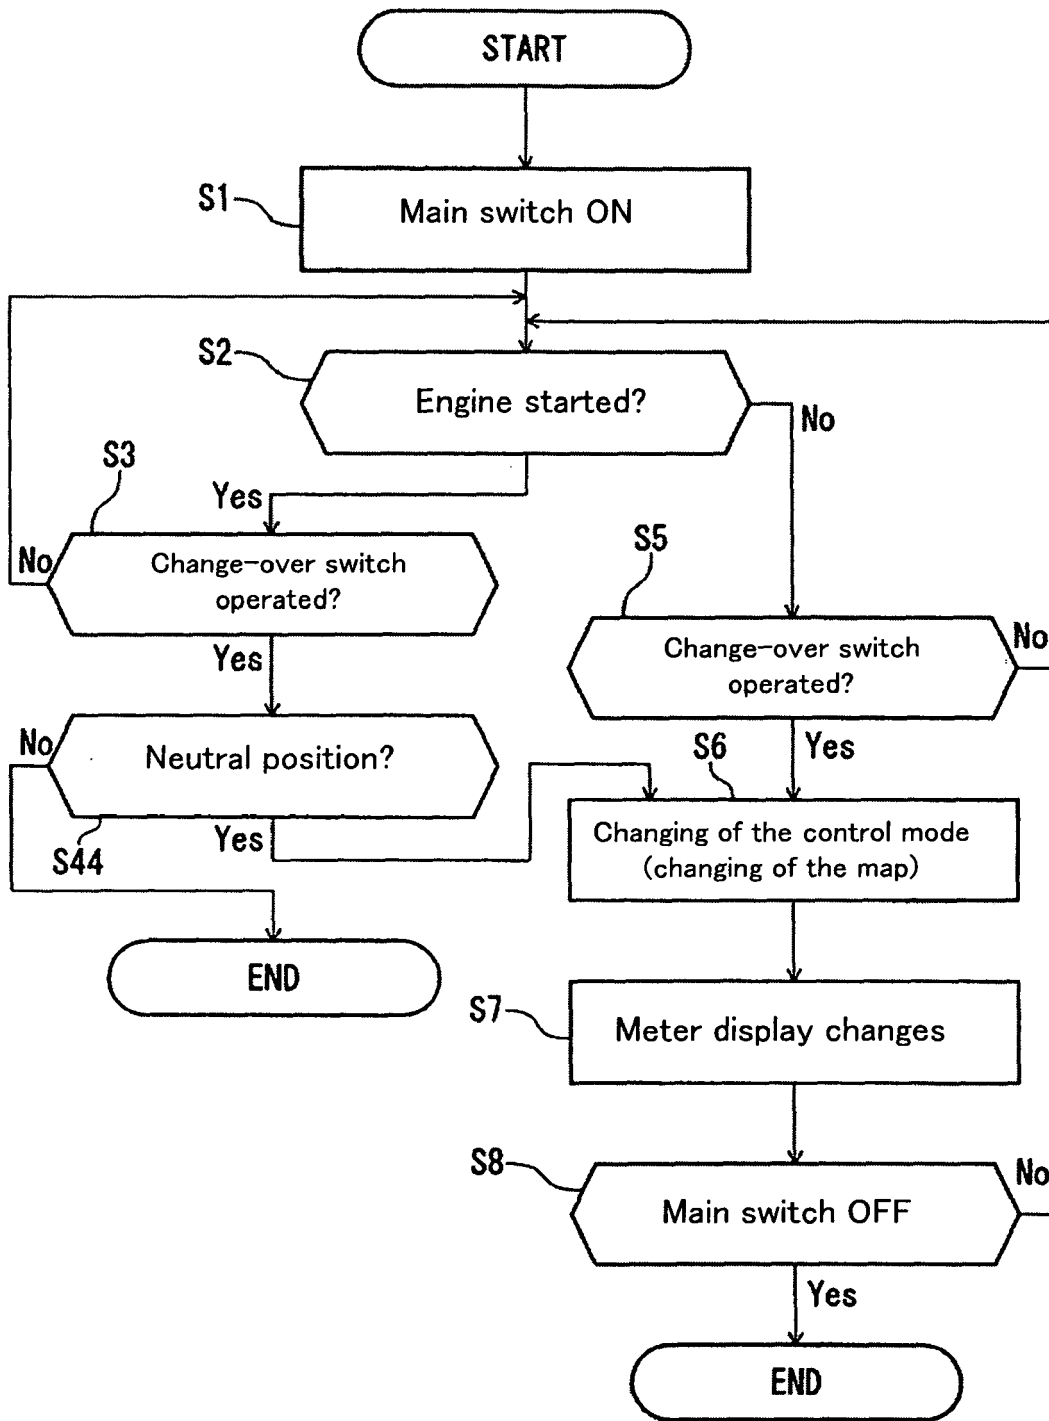 START
S1
Main switch ON
S2
Engine started?
No
Yes
S3
No
Change-over switch
operated?
Yes
S5
No
Change-over switch
operated?
Yes
No
Neutral position?
S44
Yes
S6
Changing of the control mode
(changing of the map)
END
S7
Meter display changes
S8
No
Main switch OFF
Yes
END